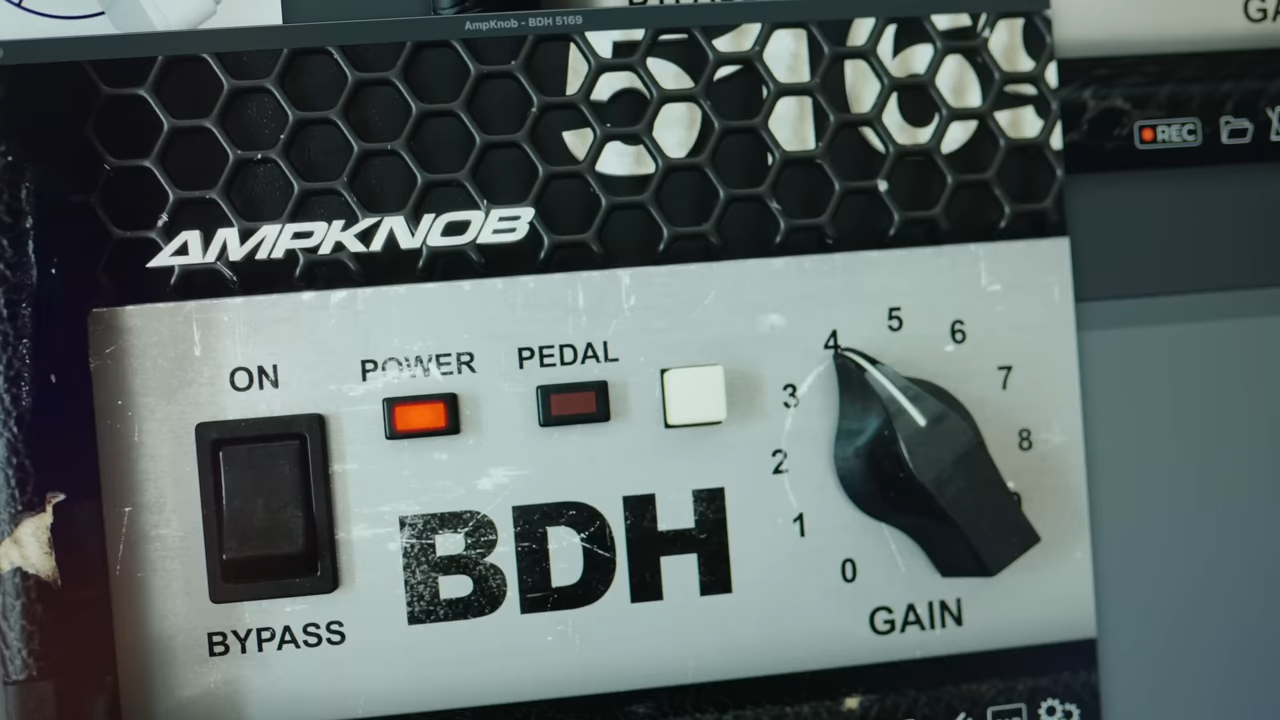 AmpKnob - BDH 5169
REC
AMPKNOB
ON
POWER
PEDAL
0
1
2
3
4
5
6
7
8
BDH
BYPASS
GAIN